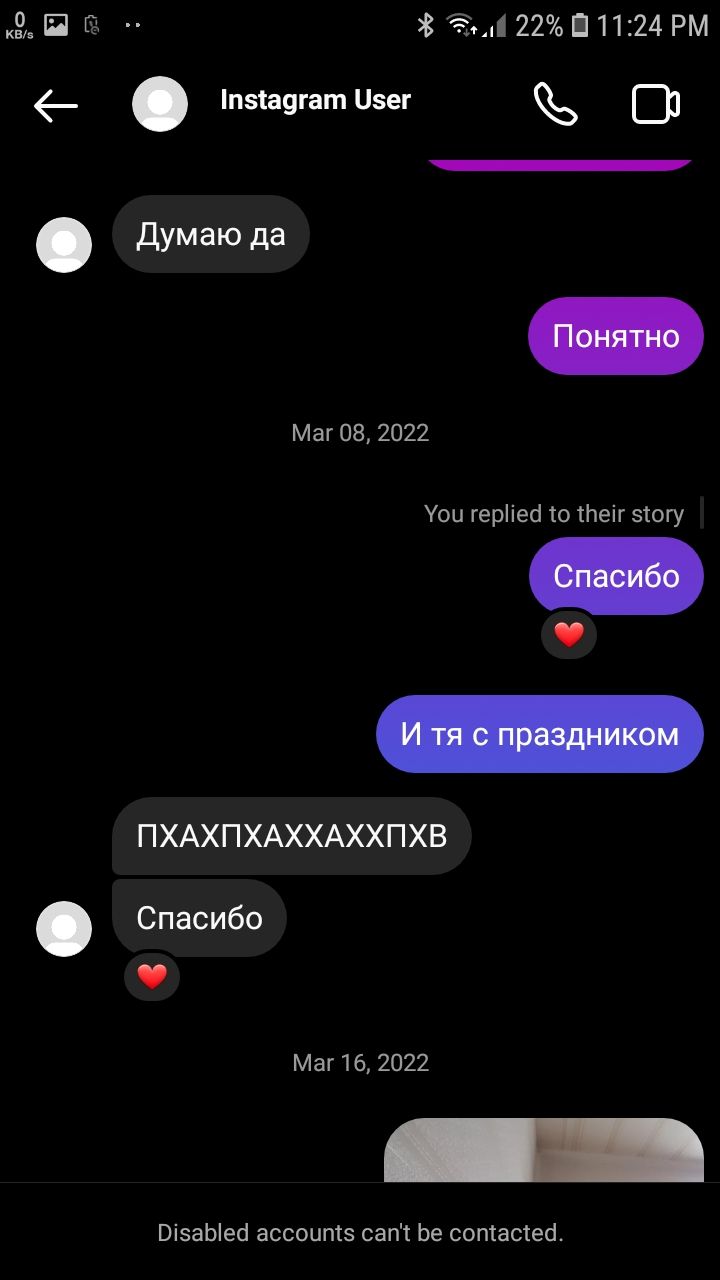 0
KB/s
22% 11:24 PM
Instagram User
Думаю да
Понятно
Mar 08, 2022
You replied to their story
Спасибо
И тя с праздником
ПХАХПХАХХАХХПХВ
Спасибо
Mar 16, 2022
Disabled accounts can't be contacted.